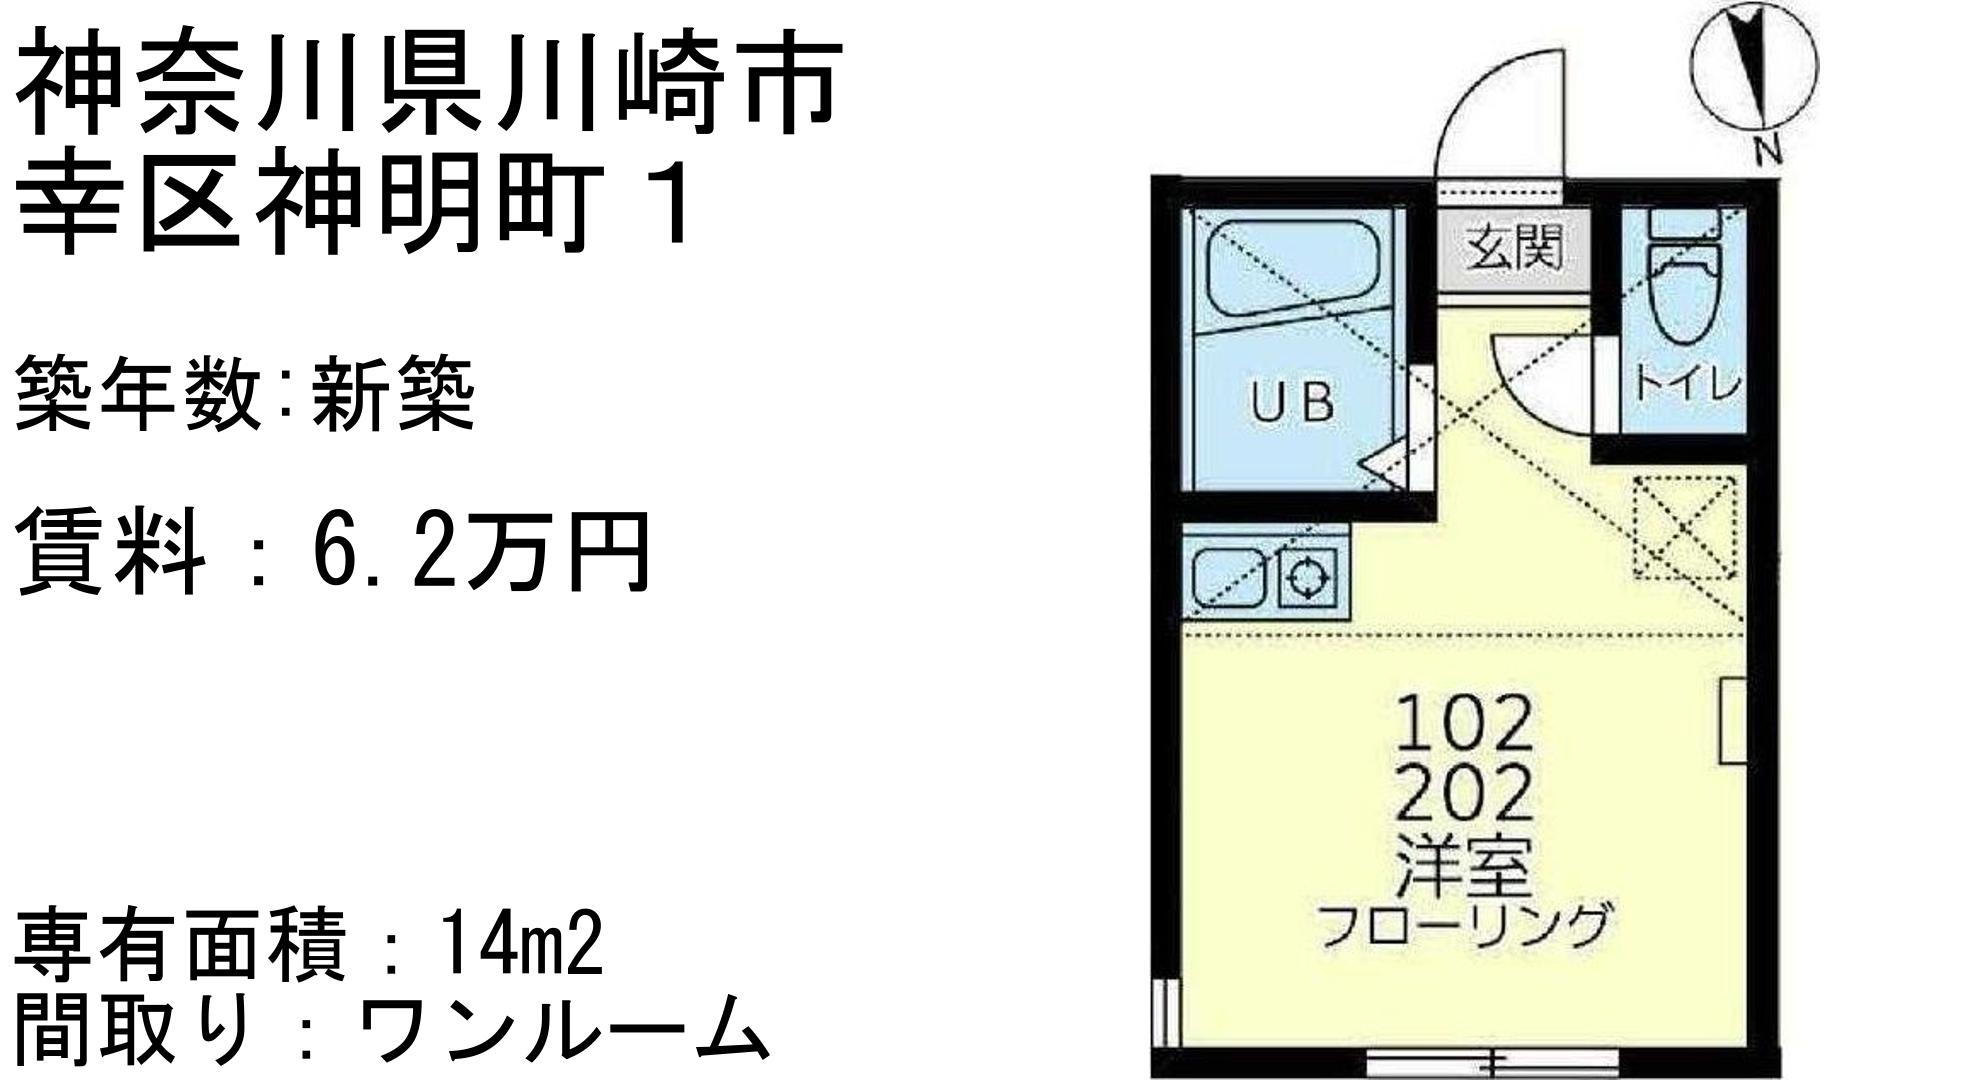 神奈川県川崎市
幸区神明町１
築年数:新築
賃料：6.2万円
専有面積：14m2
間取り：ワンルーム
N
玄関
UB
トイレ
102
202
洋室
フローリング